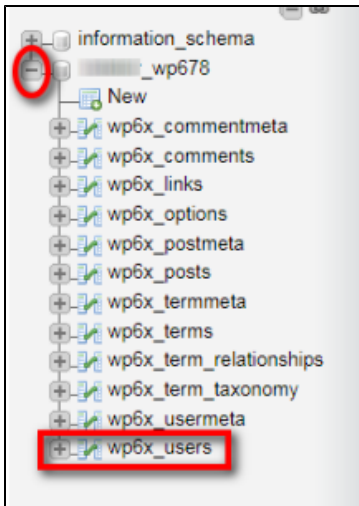 information_schema
_wp678
New
wp6x_commentmeta
wp6x_comments
wp6x_links
wp6x_options
wp6x_postmeta
wp6x_posts
wp6x_termmeta
wp6x_terms
wp6x_term_relationships
wp6x_term_taxonomy
wp6x_usermeta
wp6x_users